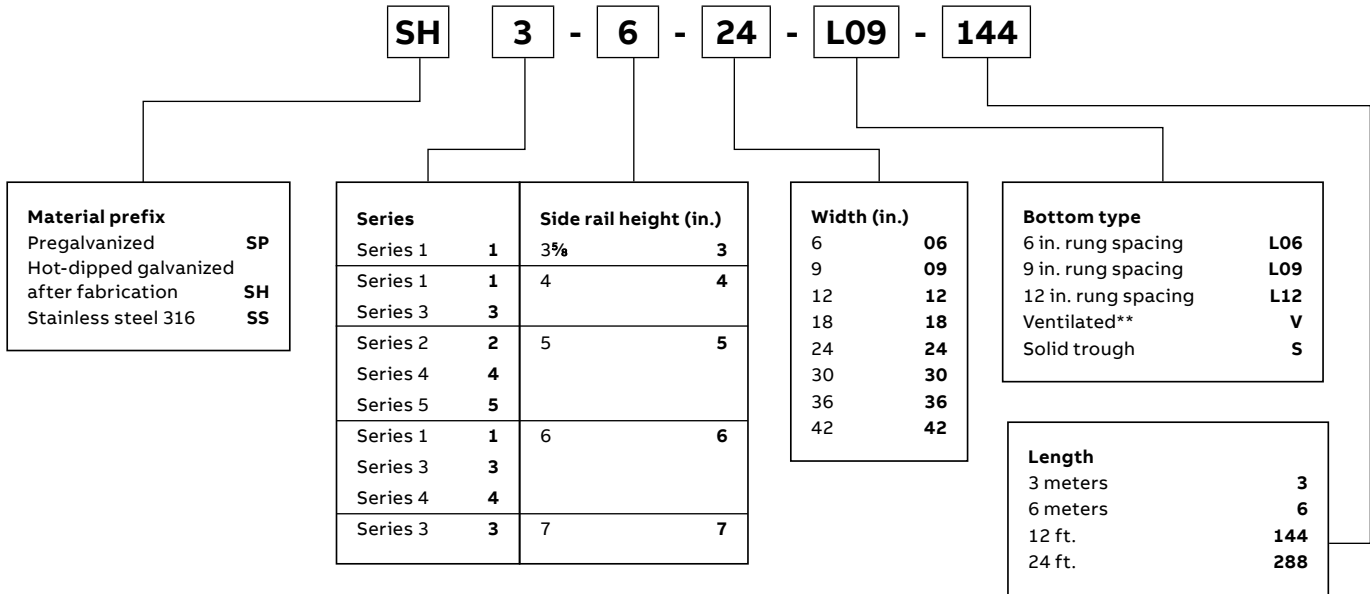 SH 3 - 6 - 24 - L09 - 144
Material prefix
Pregalvanized SP
Hot-dipped galvanized
after fabrication SH
Stainless steel 316 SS
Series Side rail height (in.)
Series 1 1 3⅝ 3
Series 1 1 4 4
Series 3 3
Series 2 2 5 5
Series 4 4
Series 5 5
Series 1 1 6 6
Series 3 3
Series 4 4
Series 3 3 7 7
Width (in.)
6 06
9 09
12 12
18 18
24 24
30 30
36 36
42 42
Bottom type
6 in. rung spacing L06
9 in. rung spacing L09
12 in. rung spacing L12
Ventilated** V
Solid trough S
Length
3 meters 3
6 meters 6
12 ft. 144
24 ft. 288